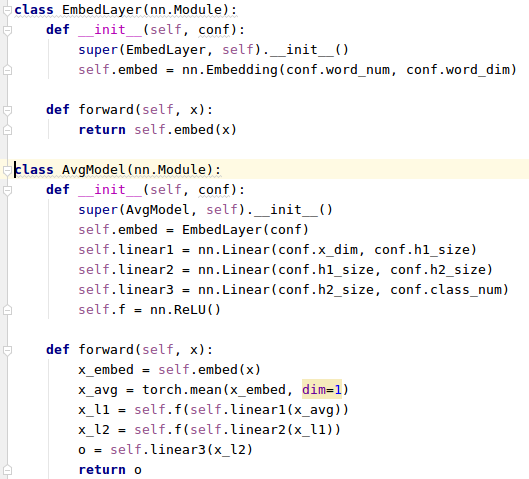 class EmbedLayer(nn.Module):
    def __init__(self, conf):
        super(EmbedLayer, self).__init__()
        self.embed = nn.Embedding(conf.word_num, conf.word_dim)

    def forward(self, x):
        return self.embed(x)

class AvgModel(nn.Module):
    def __init__(self, conf):
        super(AvgModel, self).__init__()
        self.embed = EmbedLayer(conf)
        self.linear1 = nn.Linear(conf.x_dim, conf.h1_size)
        self.linear2 = nn.Linear(conf.h1_size, conf.h2_size)
        self.linear3 = nn.Linear(conf.h2_size, conf.class_num)
        self.f = nn.ReLU()

    def forward(self, x):
        x_embed = self.embed(x)
        x_avg = torch.mean(x_embed, dim=1)
        x_l1 = self.f(self.linear1(x_avg))
        x_l2 = self.f(self.linear2(x_l1))
        o = self.linear3(x_l2)
        return o